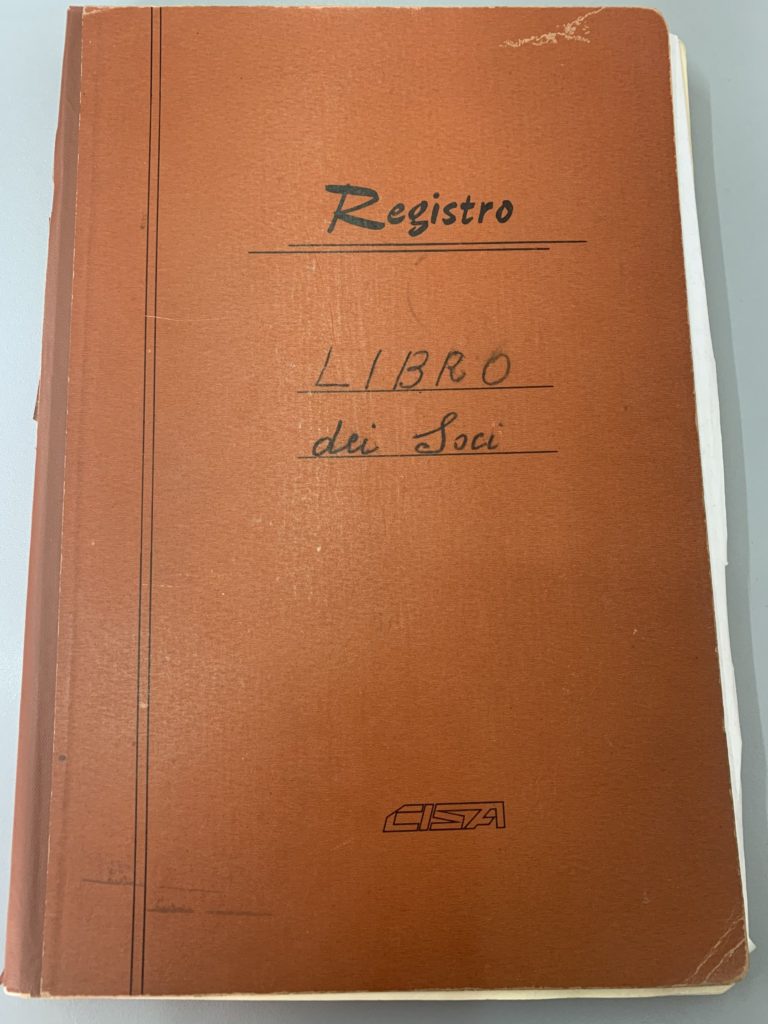 Registro
LIBRO
dei Soci
CISA